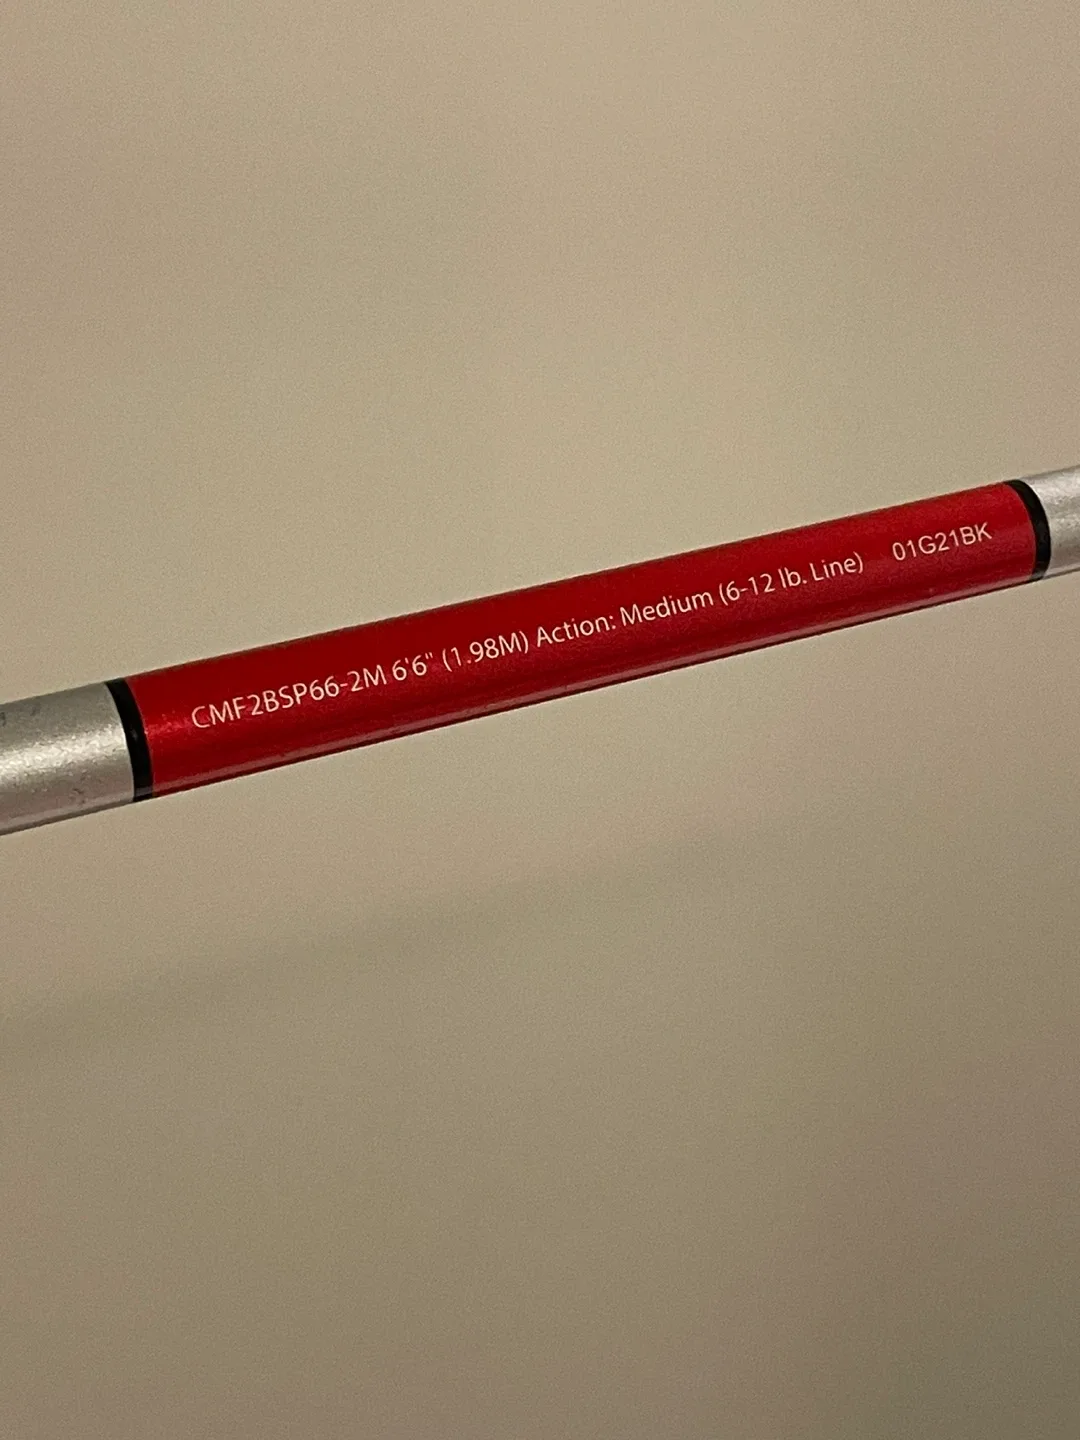 CMF2BSP66-2M 6'6" (1.98M) Action: Medium (6-12 lb. Line) 01G21BK